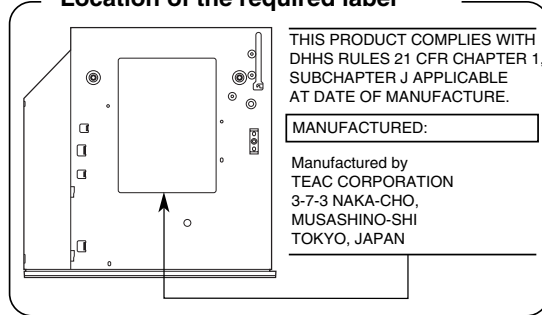 Location of the required label
THIS PRODUCT COMPLIES WITH
DHHS RULES 21 CFR CHAPTER 1,
SUBCHAPTER J APPLICABLE
AT DATE OF MANUFACTURE.
MANUFACTURED:
Manufactured by
TEAC CORPORATION
3-7-3 NAKA-CHO,
MUSASHINO-SHI
TOKYO, JAPAN